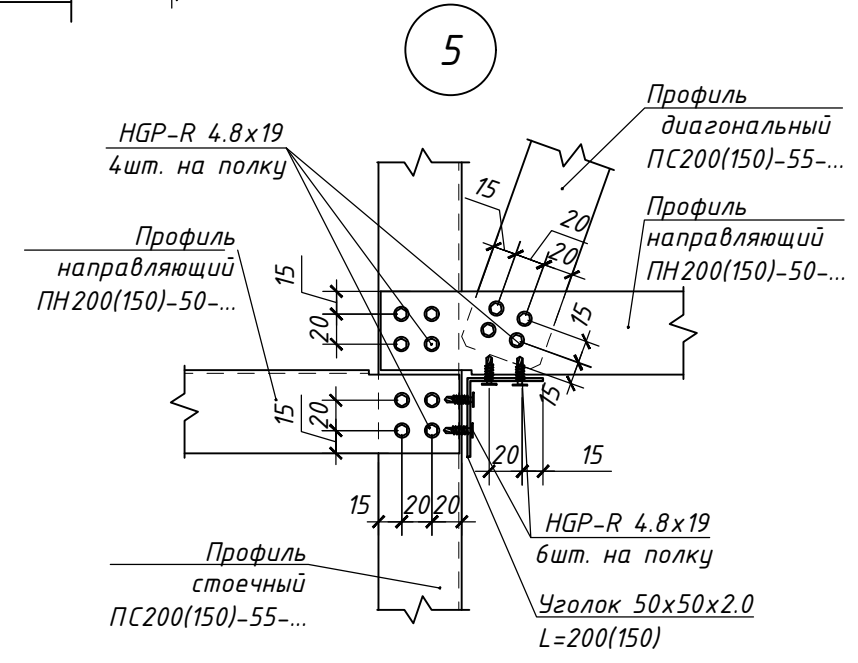 5
HGP-R 4.8x19
4шт. на полку
Профиль
диагональный
ПС200(150)-55-...
Профиль
направляющий
ПН200(150)-50-...
Профиль
направляющий
ПН200(150)-50-...
15
20
20
15
20
15
15
15
20
20
15
15
20
20
HGP-R 4.8x19
6шт. на полку
Профиль
стоечный
ПС200(150)-55-...
Уголок 50x50x2.0
L=200(150)